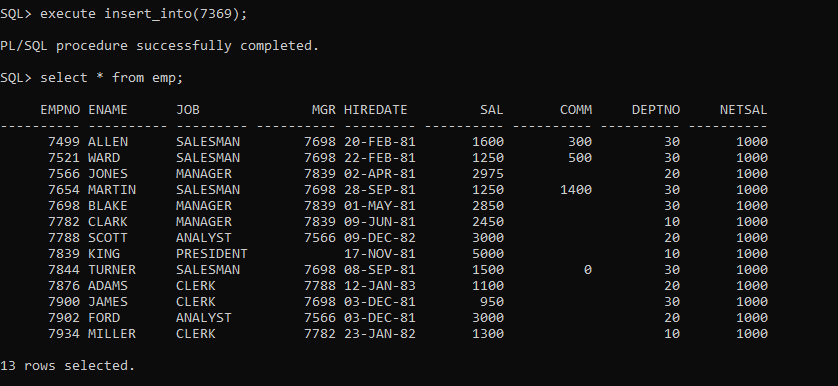 SQL> execute insert_into(7369);
PL/SQL procedure successfully completed.
SQL> select * from emp;
EMPNO ENAME JOB MGR HIREDATE SAL COMM DEPTNO NETSAL
---------- ---------- --------- ---------- --------- ---------- ---------- ---------- ----------
7499 ALLEN SALESMAN 7698 20-FEB-81 1600 300 30 1000
7521 WARD SALESMAN 7698 22-FEB-81 1250 500 30 1000
7566 JONES MANAGER 7839 02-APR-81 2975 20 1000
7654 MARTIN SALESMAN 7698 28-SEP-81 1250 1400 30 1000
7698 BLAKE MANAGER 7839 01-MAY-81 2850 30 1000
7782 CLARK MANAGER 7839 09-JUN-81 2450 10 1000
7788 SCOTT ANALYST 7566 09-DEC-82 3000 20 1000
7839 KING PRESIDENT 17-NOV-81 5000 10 1000
7844 TURNER SALESMAN 7698 08-SEP-81 1500 0 30 1000
7876 ADAMS CLERK 7788 12-JAN-83 1100 20 1000
7900 JAMES CLERK 7698 03-DEC-81 950 30 1000
7902 FORD ANALYST 7566 03-DEC-81 3000 20 1000
7934 MILLER CLERK 7782 23-JAN-82 1300 10 1000
13 rows selected.